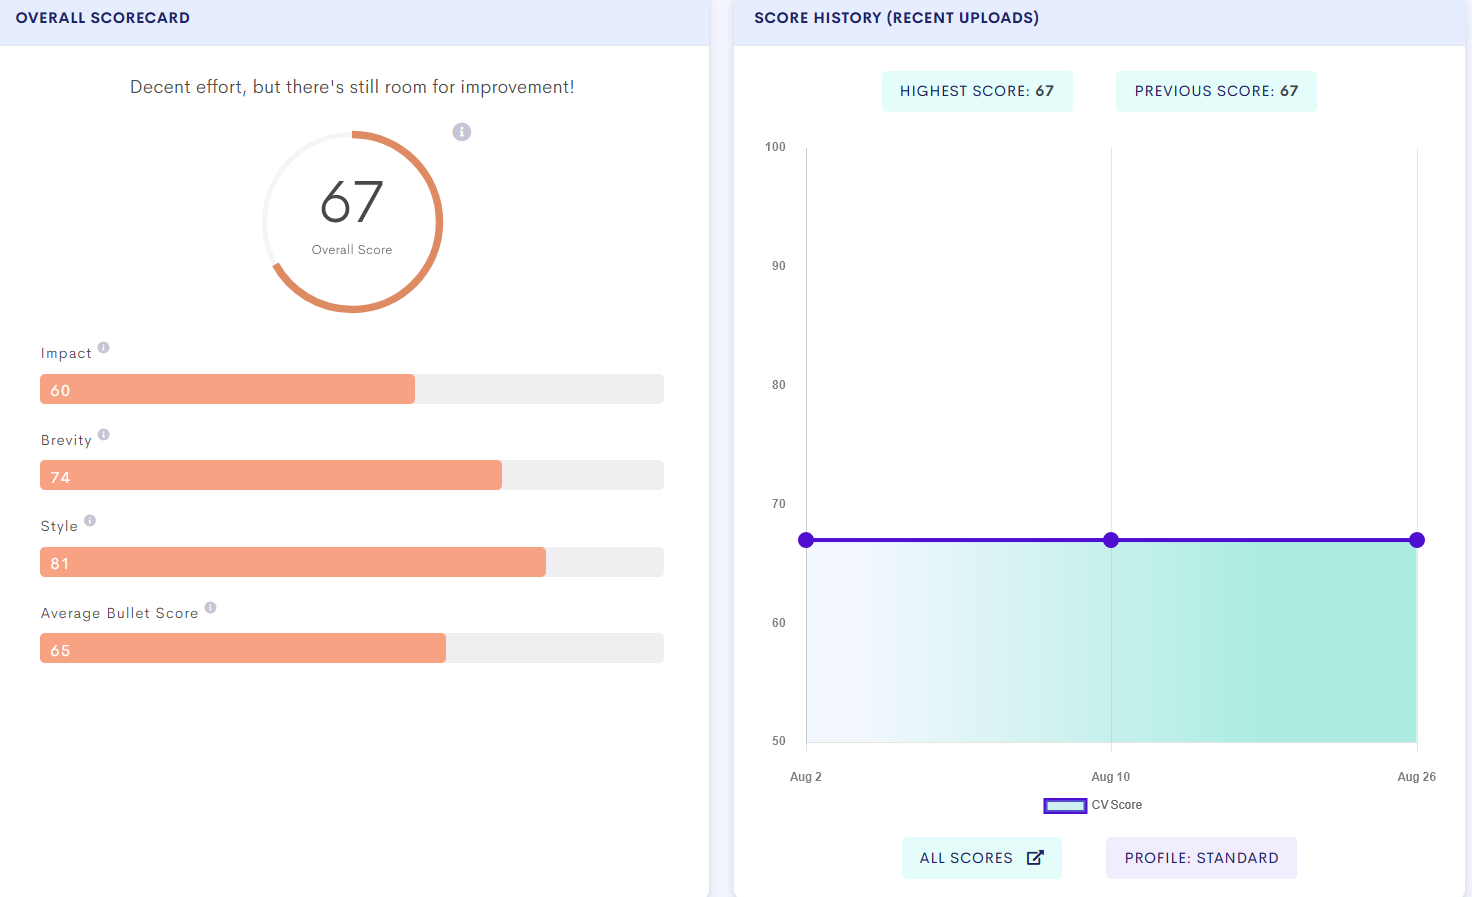 OVERALL SCORECARD
Decent effort, but there's still room for improvement!
67
Overall Score
Impact
60
Brevity
74
Style
81
Average Bullet Score
65
SCORE HISTORY (RECENT UPLOADS)
HIGHEST SCORE: 67
PREVIOUS SCORE: 67
100
90
80
70
60
50
Aug 2
Aug 10
Aug 26
CV Score
ALL SCORES
PROFILE: STANDARD